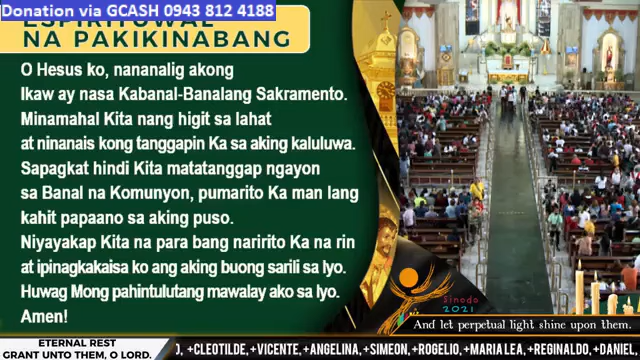 Donation via GCASH 0943 812 4188
ESPIRITUWAL
NA PAKIKINABANG
O Hesus ko, nananalig akong
Ikaw ay nasa Kabanal-Banalang Sakramento.
Minamahal Kita nang higit sa lahat
at ninanais kong tanggapin Ka sa aking kaluluwa.
Sapagkat hindi Kita matatanggap ngayon
sa Banal na Komunyon, pumarito Ka man lang
kahit papaano sa aking puso.
Niyayakap Kita na para bang naririto Ka na rin
at ipinagkakaisa ko ang aking buong sarili sa Iyo.
Huwag Mong pahintulutang mawalay ako sa Iyo.
Amen!
Sinodo
2021
And let perpetual light shine upon them.
ETERNAL REST
GRANT UNTO THEM, O LORD.
O, +CLEOTILDE, +VICENTE, +ANGELINA, +SIMEON, +ROGELIO, +MARIA LEA, +REGINALDO, +DANIEL